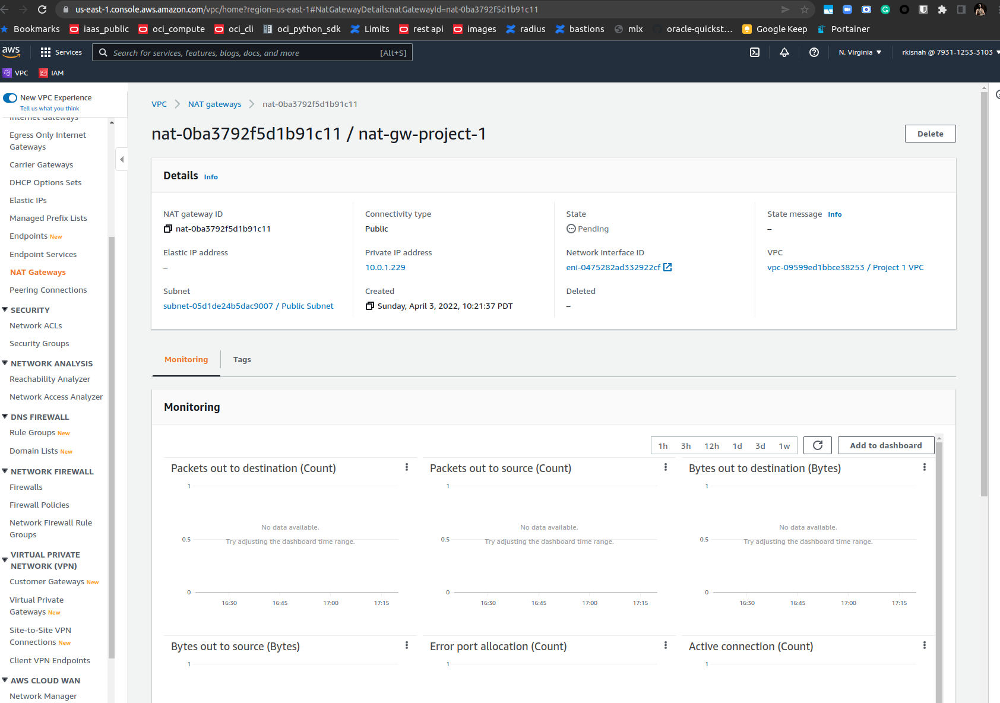 us-east-1.console.aws.amazon.com/vpc/home?region=us-east-1#NatGatewayDetails:natGatewayId=nat-0ba3792f5d1b91c11
Bookmarks iaas_public oci_compute oci_cli oci_python_sdk Limits rest api images radius bastions mlx oracle-quickst... Google Keep Portainer
aws Services Search for services, features, blogs, docs, and more [Alt+S] N. Virginia rkisnah @ 7931-1253-3103
VPC IAM
New VPC Experience
Tell us what you think
Internet Gateways
Egress Only Internet
Gateways
Carrier Gateways
DHCP Options Sets
Elastic IPs
Managed Prefix Lists
Endpoints New
Endpoint Services
NAT Gateways
Peering Connections
SECURITY
Network ACLs
Security Groups
NETWORK ANALYSIS
Reachability Analyzer
Network Access Analyzer
DNS FIREWALL
Rule Groups New
Domain Lists New
NETWORK FIREWALL
Firewalls
Firewall Policies
Network Firewall Rule
Groups
VIRTUAL PRIVATE
NETWORK (VPN)
Customer Gateways New
Virtual Private
Gateways New
Site-to-Site VPN
Connections New
Client VPN Endpoints
AWS CLOUD WAN
Network Manager
VPC NAT gateways nat-0ba3792f5d1b91c11
nat-0ba3792f5d1b91c11 / nat-gw-project-1
Delete
Details Info
NAT gateway ID
nat-0ba3792f5d1b91c11
Connectivity type
Public
State
Pending
State message Info
–
Elastic IP address
–
Private IP address
10.0.1.229
Network interface ID
eni-0475282ad332922cf
VPC
vpc-09599ed1bbce38253 / Project 1 VPC
Subnet
subnet-05d1de24b5dac9007 / Public Subnet
Created
Sunday, April 3, 2022, 10:21:37 PDT
Deleted
–
Monitoring Tags
Monitoring
1h 3h 12h 1d 3d 1w Add to dashboard
Packets out to destination (Count)
1
No data available.
0.5
Try adjusting the dashboard time range.
0
16:30 16:45 17:00 17:15
Packets out to source (Count)
1
No data available.
0.5
Try adjusting the dashboard time range.
0
16:30 16:45 17:00 17:15
Bytes out to destination (Bytes)
1
No data available.
0.5
Try adjusting the dashboard time range.
0
16:30 16:45 17:00 17:15
Bytes out to source (Bytes)
1
Error port allocation (Count)
1
Active connection (Count)
1